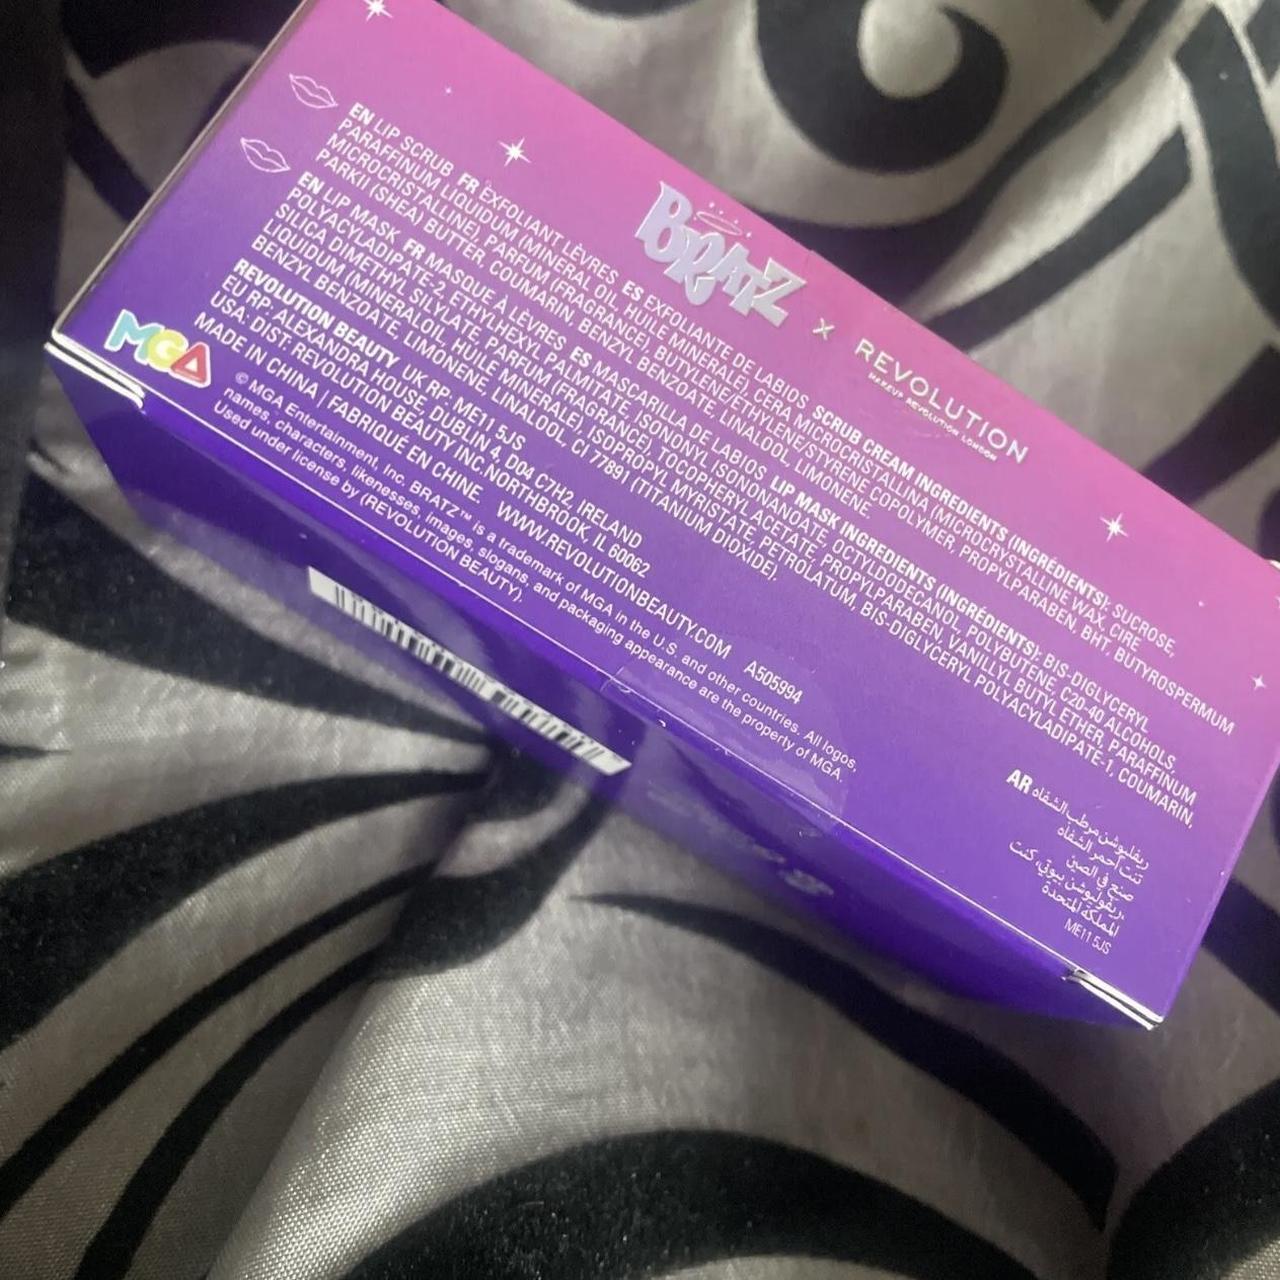 BRATZ x REVOLUTION
MAKEUP REVOLUTION LONDON
EN LIP SCRUB FR EXFOLIANT LÈVRES ES EXFOLIANTE DE LABIOS SCRUB CREAM INGREDIENTS (INGRÉDIENTS): SUCROSE,
PARAFFINUM LIQUIDUM (MINERAL OIL, HUILE MINERALE), CERA MICROCRISTALLINA (MICROCRYSTALLINE WAX, CIRE
MICROCRISTALLINE), PARFUM (FRAGRANCE), BUTYLENE/ETHYLENE/STYRENE COPOLYMER, PROPYLPARABEN, BHT, BUTYROSPERMUM
PARKII (SHEA) BUTTER, COUMARIN, BENZYL BENZOATE, LINALOOL, LIMONENE.
EN LIP MASK FR MASQUE À LÈVRES ES MASCARILLA DE LABIOS LIP MASK INGREDIENTS (INGRÉDIENTS): BIS-DIGLYCERYL
POLYACYLADIPATE-2, ETHYLHEXYL PALMITATE, ISONONYL ISONONANOATE, OCTYLDODECANOL, POLYBUTENE, C20-40 ALCOHOLS,
SILICA DIMETHYL SILYLATE, PARFUM (FRAGRANCE), TOCOPHERYL ACETATE, PROPYLPARABEN, VANILLYL BUTYL ETHER, PARAFFINUM
LIQUIDUM (MINERALOIL, HUILE MINERALE), ISOPROPYL MYRISTATE, PETROLATUM, BIS-DIGLYCERYL POLYACYLADIPATE-1, COUMARIN,
BENZYL BENZOATE, LIMONENE, LINALOOL, CI 77891 (TITANIUM DIOXIDE).
REVOLUTION BEAUTY UK RP: ME11 5JS
EU RP: ALEXANDRA HOUSE, DUBLIN 4, D04 C7H2, IRELAND
USA: DIST: REVOLUTION BEAUTY INC, NORTHBROOK, IL 60062
MADE IN CHINA | FABRIQUÉ EN CHINE WWW.REVOLUTIONBEAUTY.COM A505994
MGA
© MGA Entertainment, Inc. BRATZ™ is a trademark of MGA in the U.S. and other countries. All logos,
names, characters, likenesses, images, slogans, and packaging appearance are the property of MGA.
Used under license by (REVOLUTION BEAUTY).
AR ريفليوشن مرطب الشفاه
تنت أحمر الشفاه
صنع في الصين
ريفوليوشن بيوتي، كنت،
المملكة المتحدة
ME11 5JS